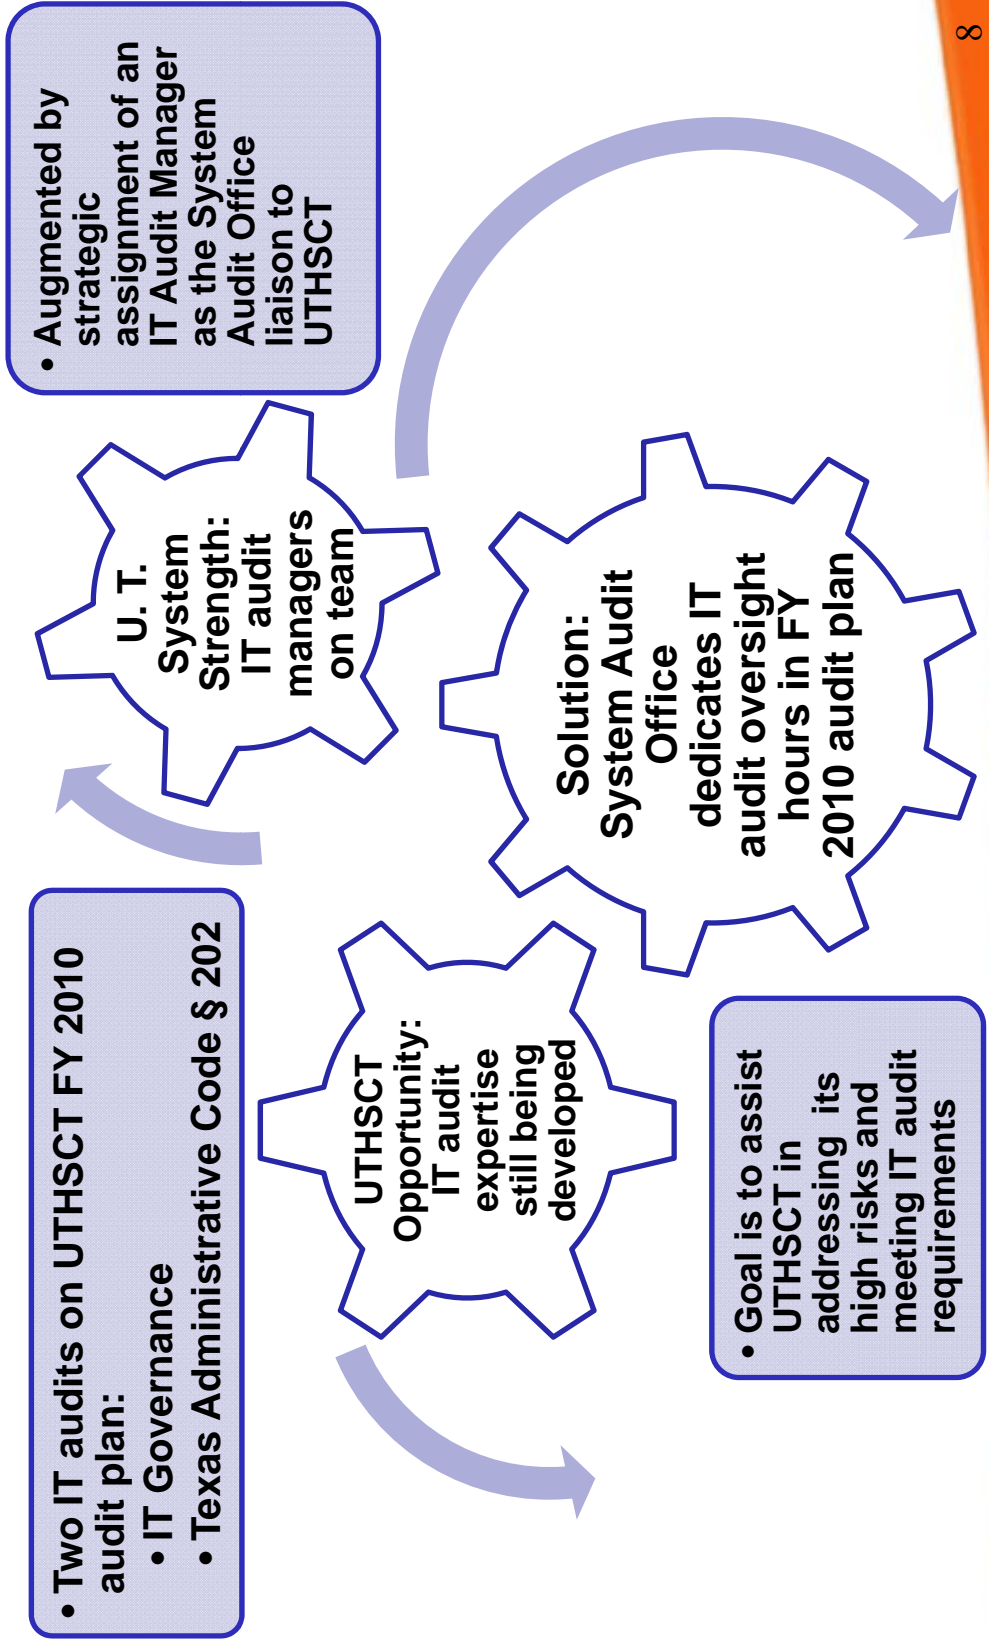 • Two IT audits on UTHSCT FY 2010
audit plan:
• IT Governance
• Texas Administrative Code § 202
• Augmented by
strategic
assignment of an
IT Audit Manager
as the System
Audit Office
liaison to
UTHSCT
U. T.
System
Strength:
IT audit
managers
on team
UTHSCT
Opportunity:
IT audit
expertise
still being
developed
Solution:
System Audit
Office
dedicates IT
audit oversight
hours in FY
2010 audit plan
• Goal is to assist
UTHSCT in
addressing its
high risks and
meeting IT audit
requirements
8